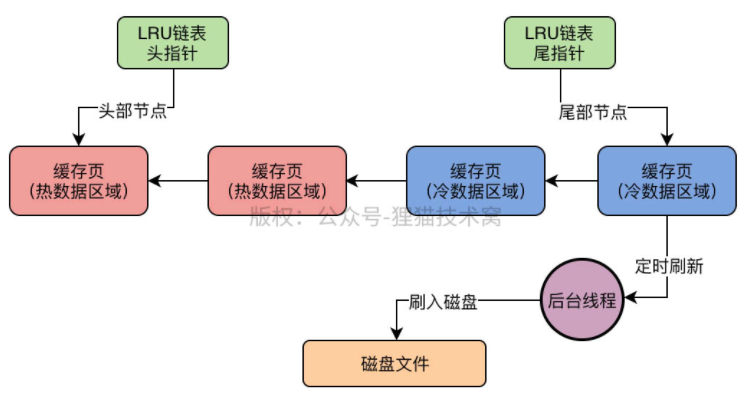 LRU链表
头指针
LRU链表
尾指针
头部节点
尾部节点
缓存页
(热数据区域)
缓存页
(热数据区域)
缓存页
(冷数据区域)
缓存页
(冷数据区域)
版权：公众号-狸猫技术窝
定时刷新
后台线程
刷入磁盘
磁盘文件